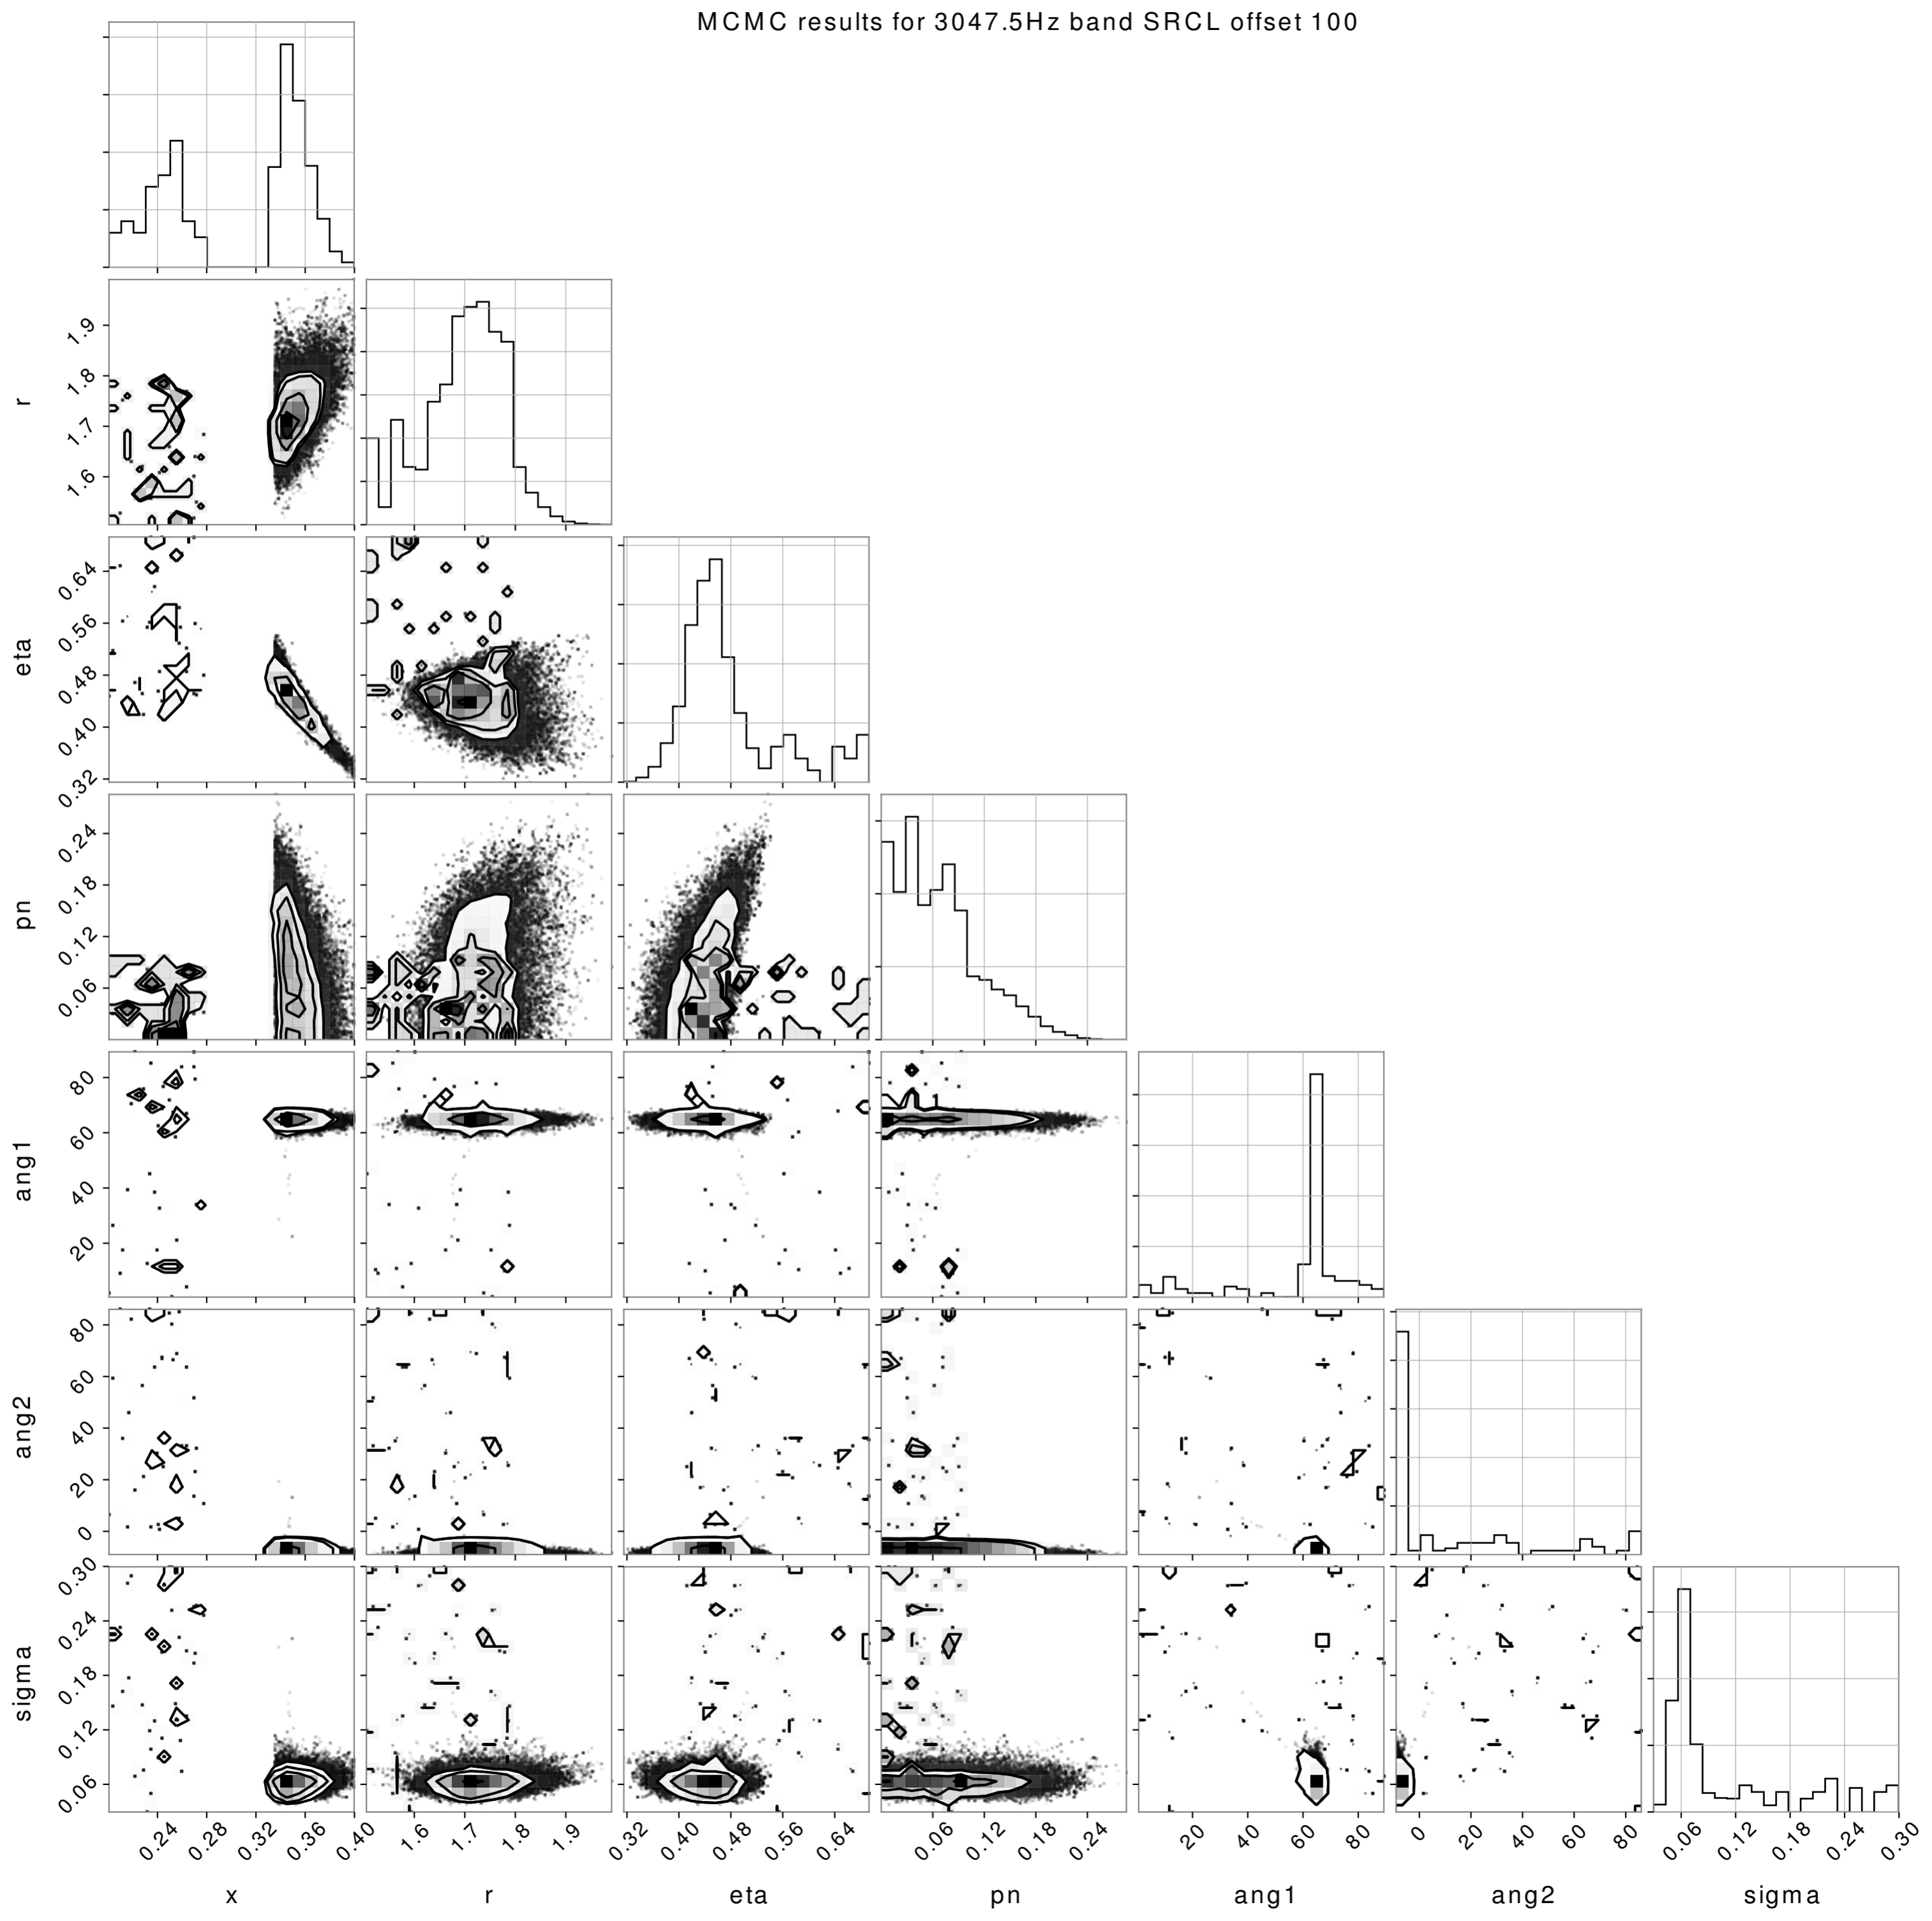 MCMC results for 3047.5Hz band SRCL offset 100
r
1.9
1.8
1.7
1.6
eta
0.64
0.56
0.48
0.40
0.32
pn
0.24
0.18
0.12
0.06
ang1
80
60
40
20
ang2
80
60
40
20
0
sigma
0.30
0.24
0.18
0.12
0.06
0.24 0.28 0.32 0.36 0.40
1.6 1.7 1.8 1.9
0.32 0.40 0.48 0.56 0.64
0.06 0.12 0.18 0.24
20 40 60 80
0 20 40 60 80
0.06 0.12 0.18 0.24 0.30
x r eta pn ang1 ang2 sigma